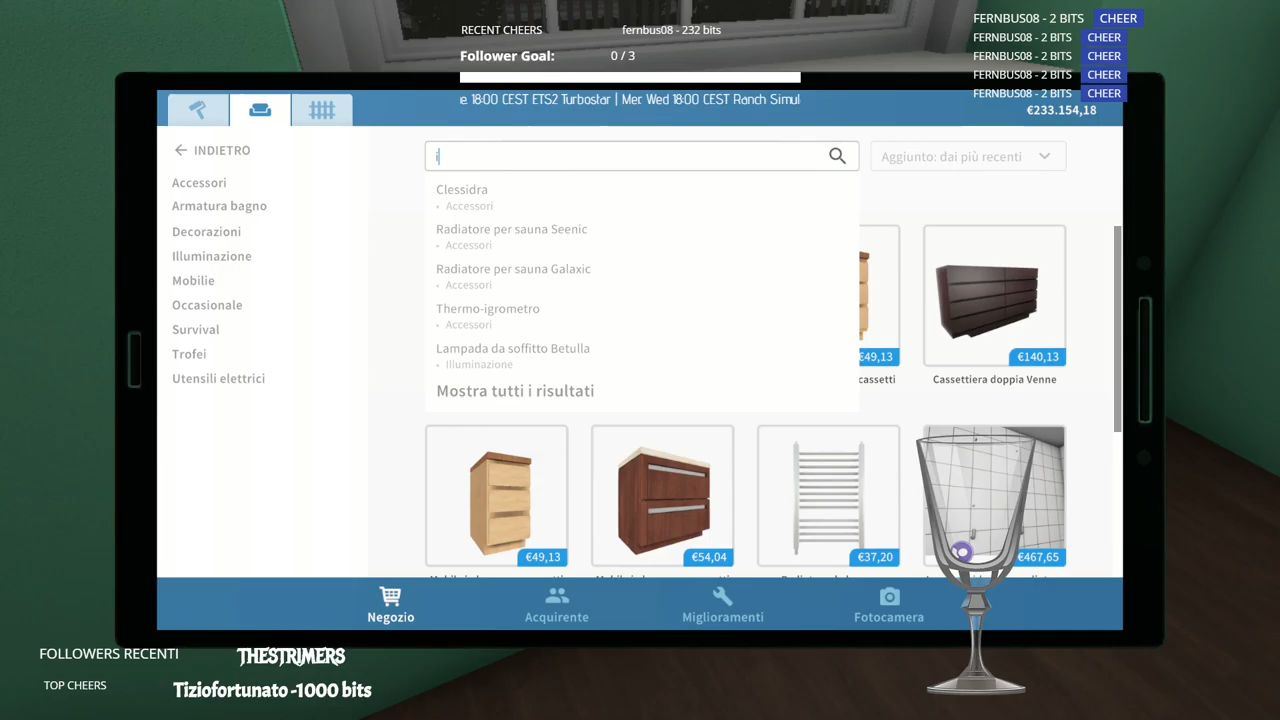 RECENT CHEERS
fernbus08 - 232 bits
Follower Goal:
0 / 3
e 18:00 CEST ETS2 Turbostar | Mer. Wed 18:00 CEST Ranch Simul
FERNBUS08 - 2 BITS CHEER
FERNBUS08 - 2 BITS CHEER
FERNBUS08 - 2 BITS CHEER
FERNBUS08 - 2 BITS CHEER
FERNBUS08 - 2 BITS CHEER
€233.154,18
INDIETRO
Accessori
Armatura bagno
Decorazioni
Illuminazione
Mobilie
Occasionale
Survival
Trofei
Utensili elettrici
i
Aggiunto: dai più recenti
Clessidra
• Accessori
Radiatore per sauna Seenic
• Accessori
Radiatore per sauna Galaxic
• Accessori
Thermo-igrometro
• Accessori
Lampada da soffitto Betulla
• Illuminazione
Mostra tutti i risultati
€49,13
cassetti
€140,13
Cassettiera doppia Venne
€49,13
€54,04
€37,20
€467,65
Negozio
Acquirente
Miglioramenti
Fotocamera
FOLLOWERS RECENTI
THESTRIMERS
TOP CHEERS
Tiziofortunato -1000 bits